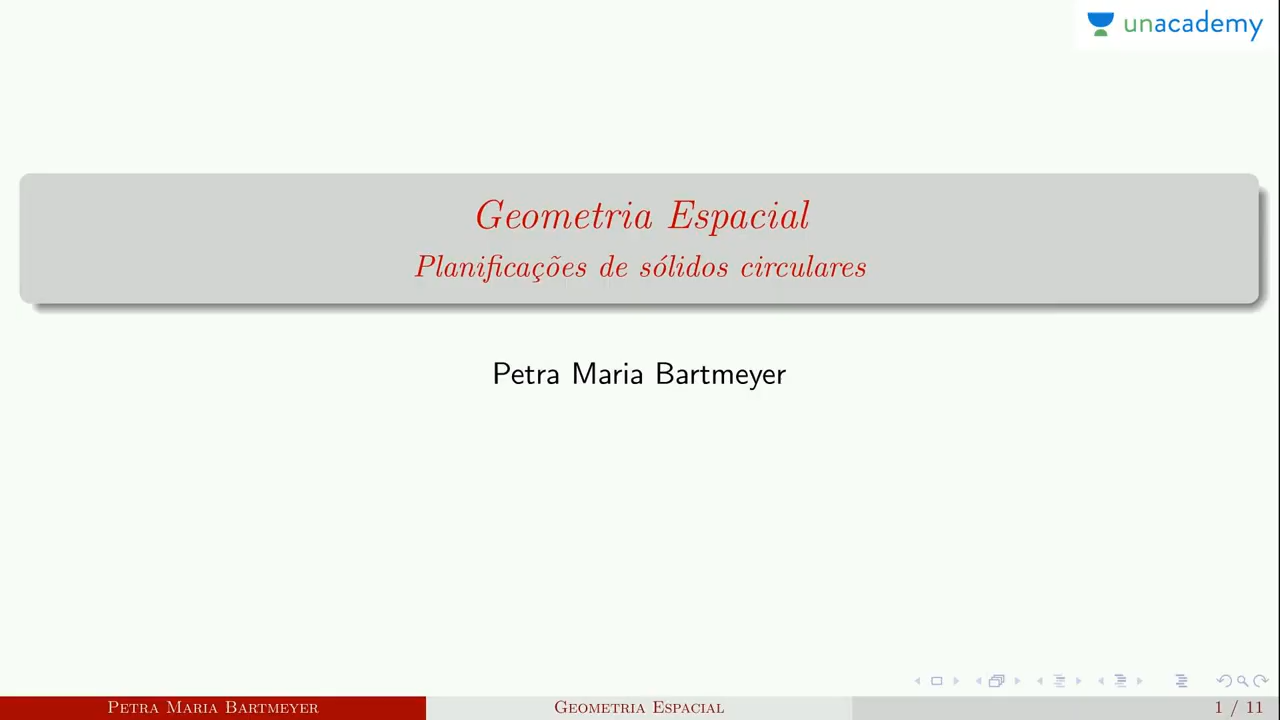 unacademy
Geometria Espacial
Planificações de sólidos circulares
Petra Maria Bartmeyer
Petra Maria Bartmeyer
Geometria Espacial
1 / 11